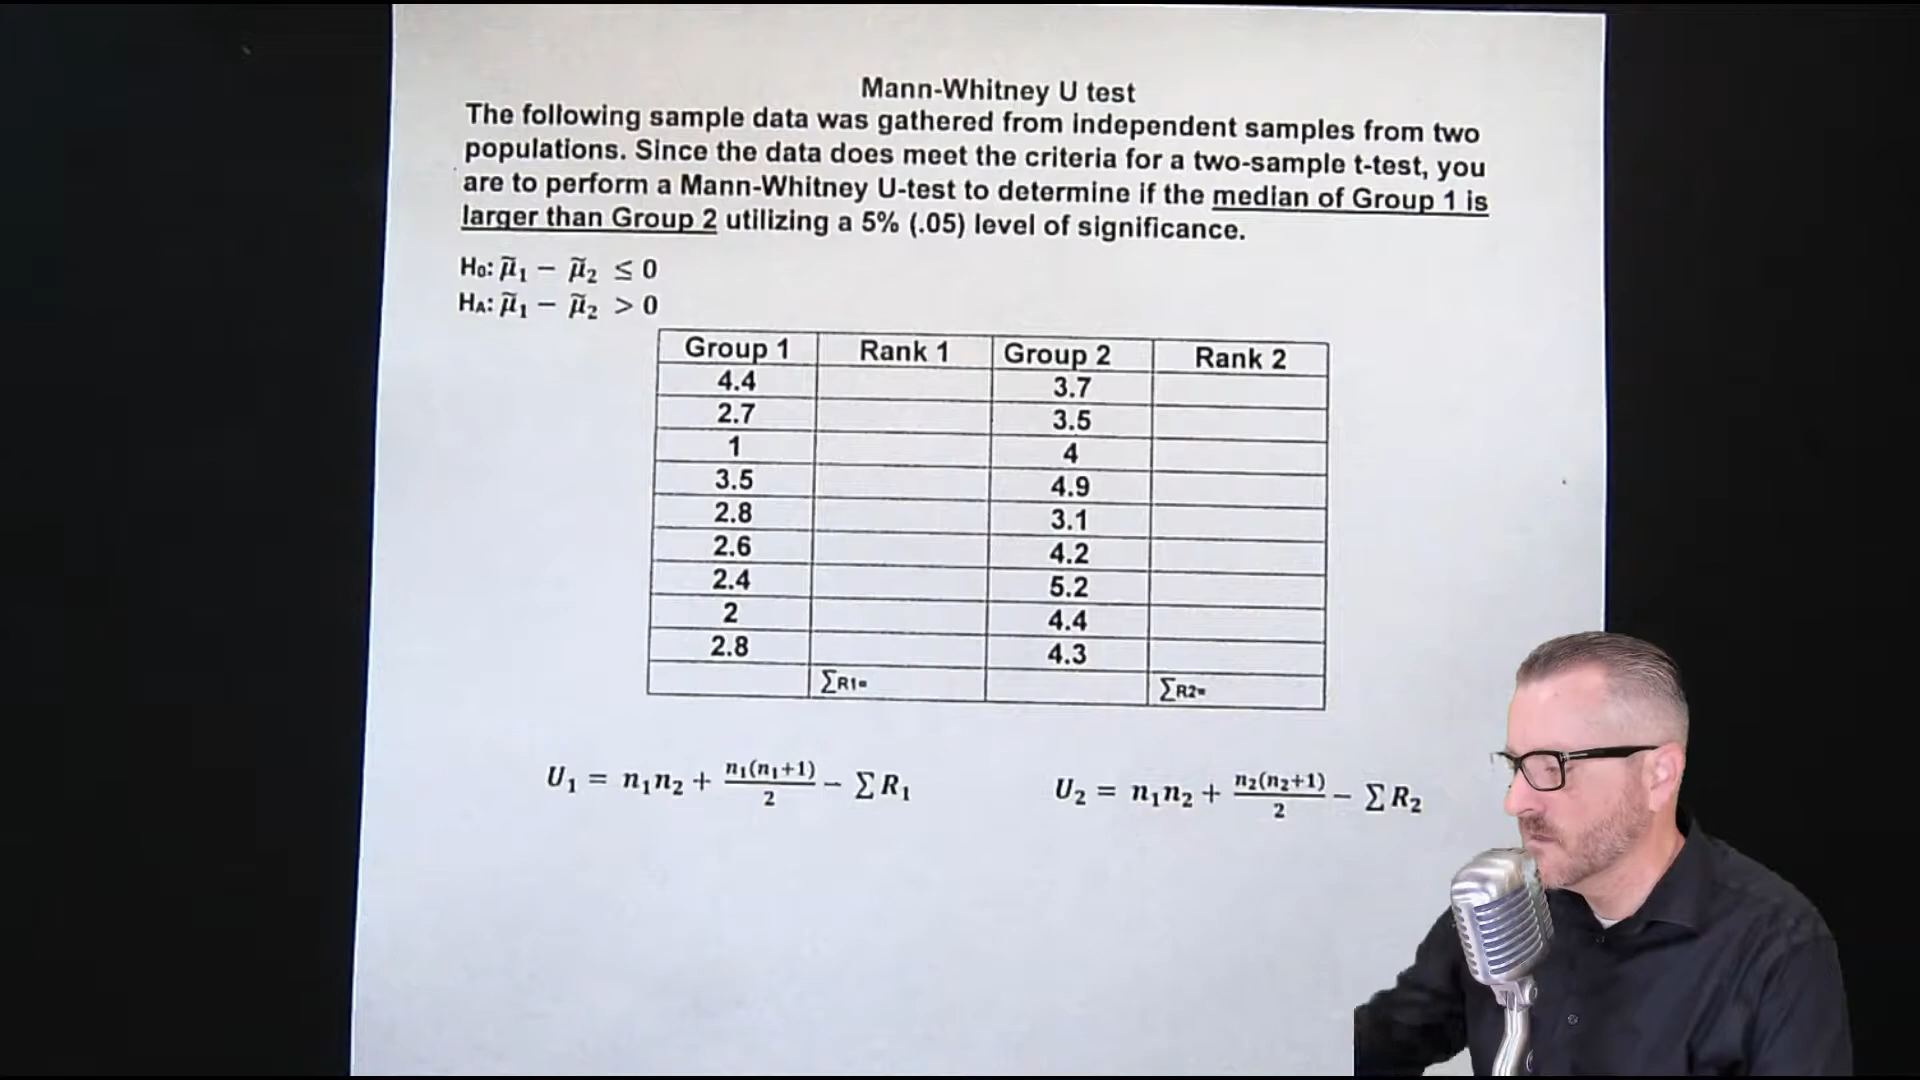 Mann-Whitney U test
The following sample data was gathered from independent samples from two
populations. Since the data does meet the criteria for a two-sample t-test, you
are to perform a Mann-Whitney U-test to determine if the median of Group 1 is
larger than Group 2 utilizing a 5% (.05) level of significance.
H₀: μ̃₁ − μ̃₂ ≤ 0
Hᴀ: μ̃₁ − μ̃₂ > 0
Group 1 Rank 1 Group 2 Rank 2
4.4 3.7
2.7 3.5
1 4
3.5 4.9
2.8 3.1
2.6 4.2
2.4 5.2
2 4.4
2.8 4.3
∑R1= ∑R2=
U₁ = n₁n₂ + n₁(n₁+1)/2 − ∑R₁ U₂ = n₁n₂ + n₂(n₂+1)/2 − ∑R₂